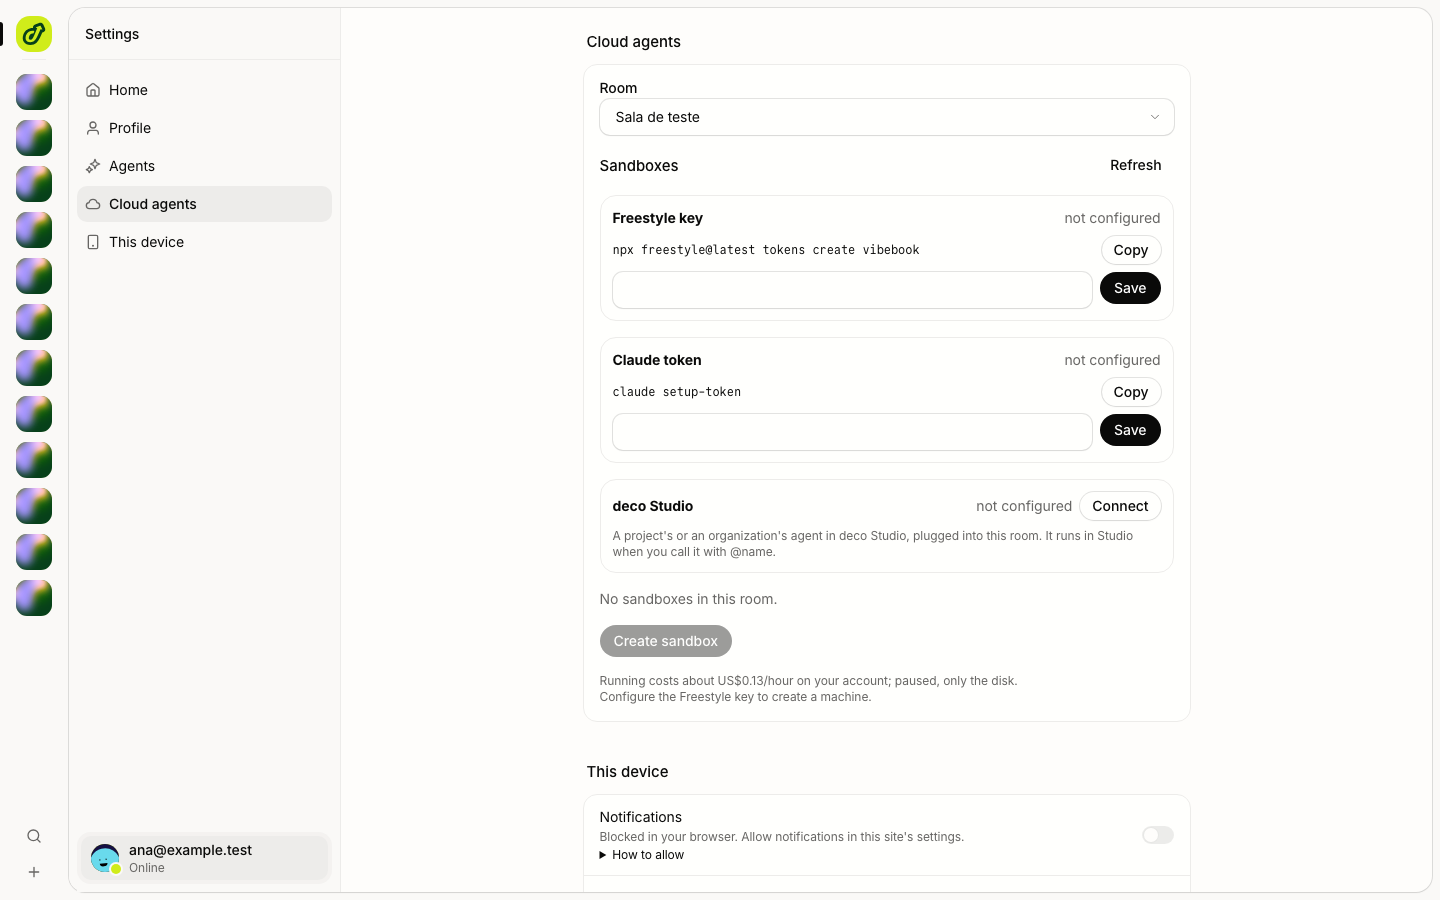 Settings
Home
Profile
Agents
Cloud agents
This device
ana@example.test
Online
Cloud agents
Room
Sala de teste
Sandboxes
Refresh
Freestyle key
not configured
npx freestyle@latest tokens create vibebook
Copy
Save
Claude token
not configured
claude setup-token
Copy
Save
deco Studio
not configured
Connect
A project's or an organization's agent in deco Studio, plugged into this room. It runs in Studio
when you call it with @name.
No sandboxes in this room.
Create sandbox
Running costs about US$0.13/hour on your account; paused, only the disk.
Configure the Freestyle key to create a machine.
This device
Notifications
Blocked in your browser. Allow notifications in this site's settings.
How to allow